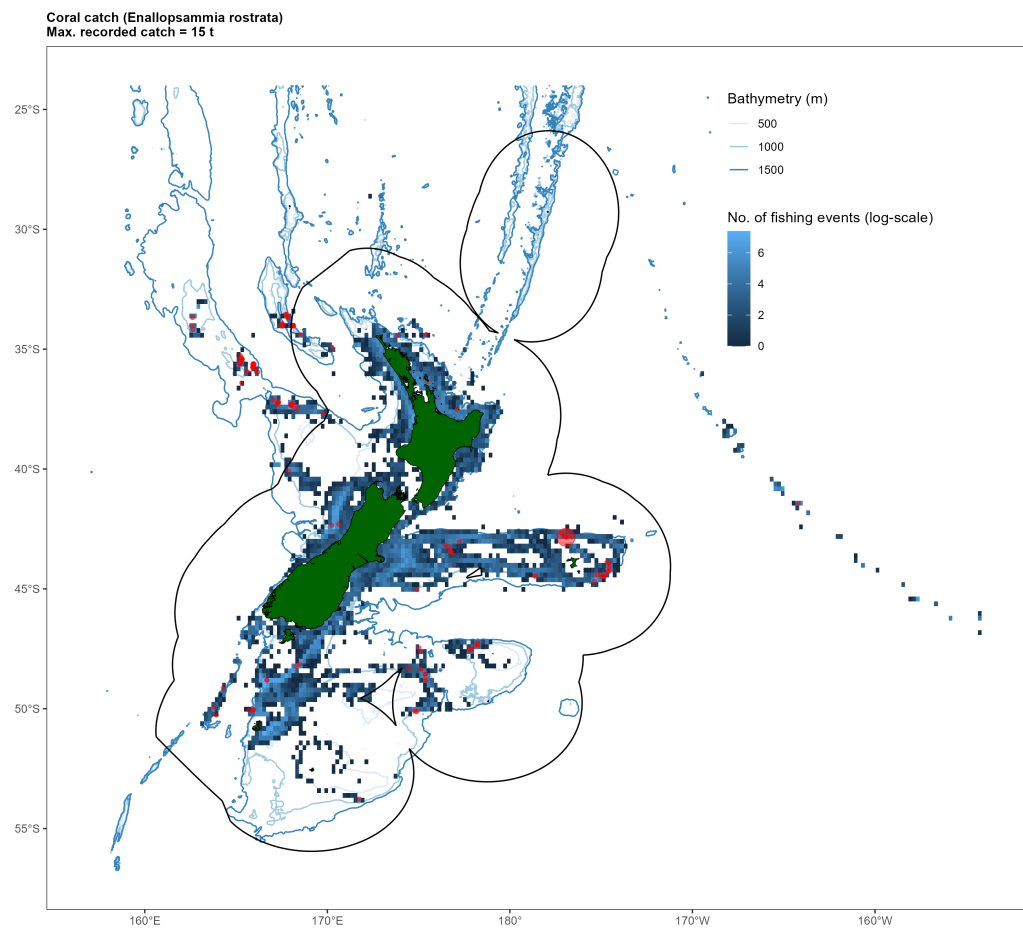 Coral catch (Enallopsammia rostrata)
Max. recorded catch = 15 t
25°S
30°S
35°S
40°S
45°S
50°S
55°S
160°E
170°E
180°
170°W
160°W
Bathymetry (m)
500
1000
1500
No. of fishing events (log-scale)
6
4
2
0